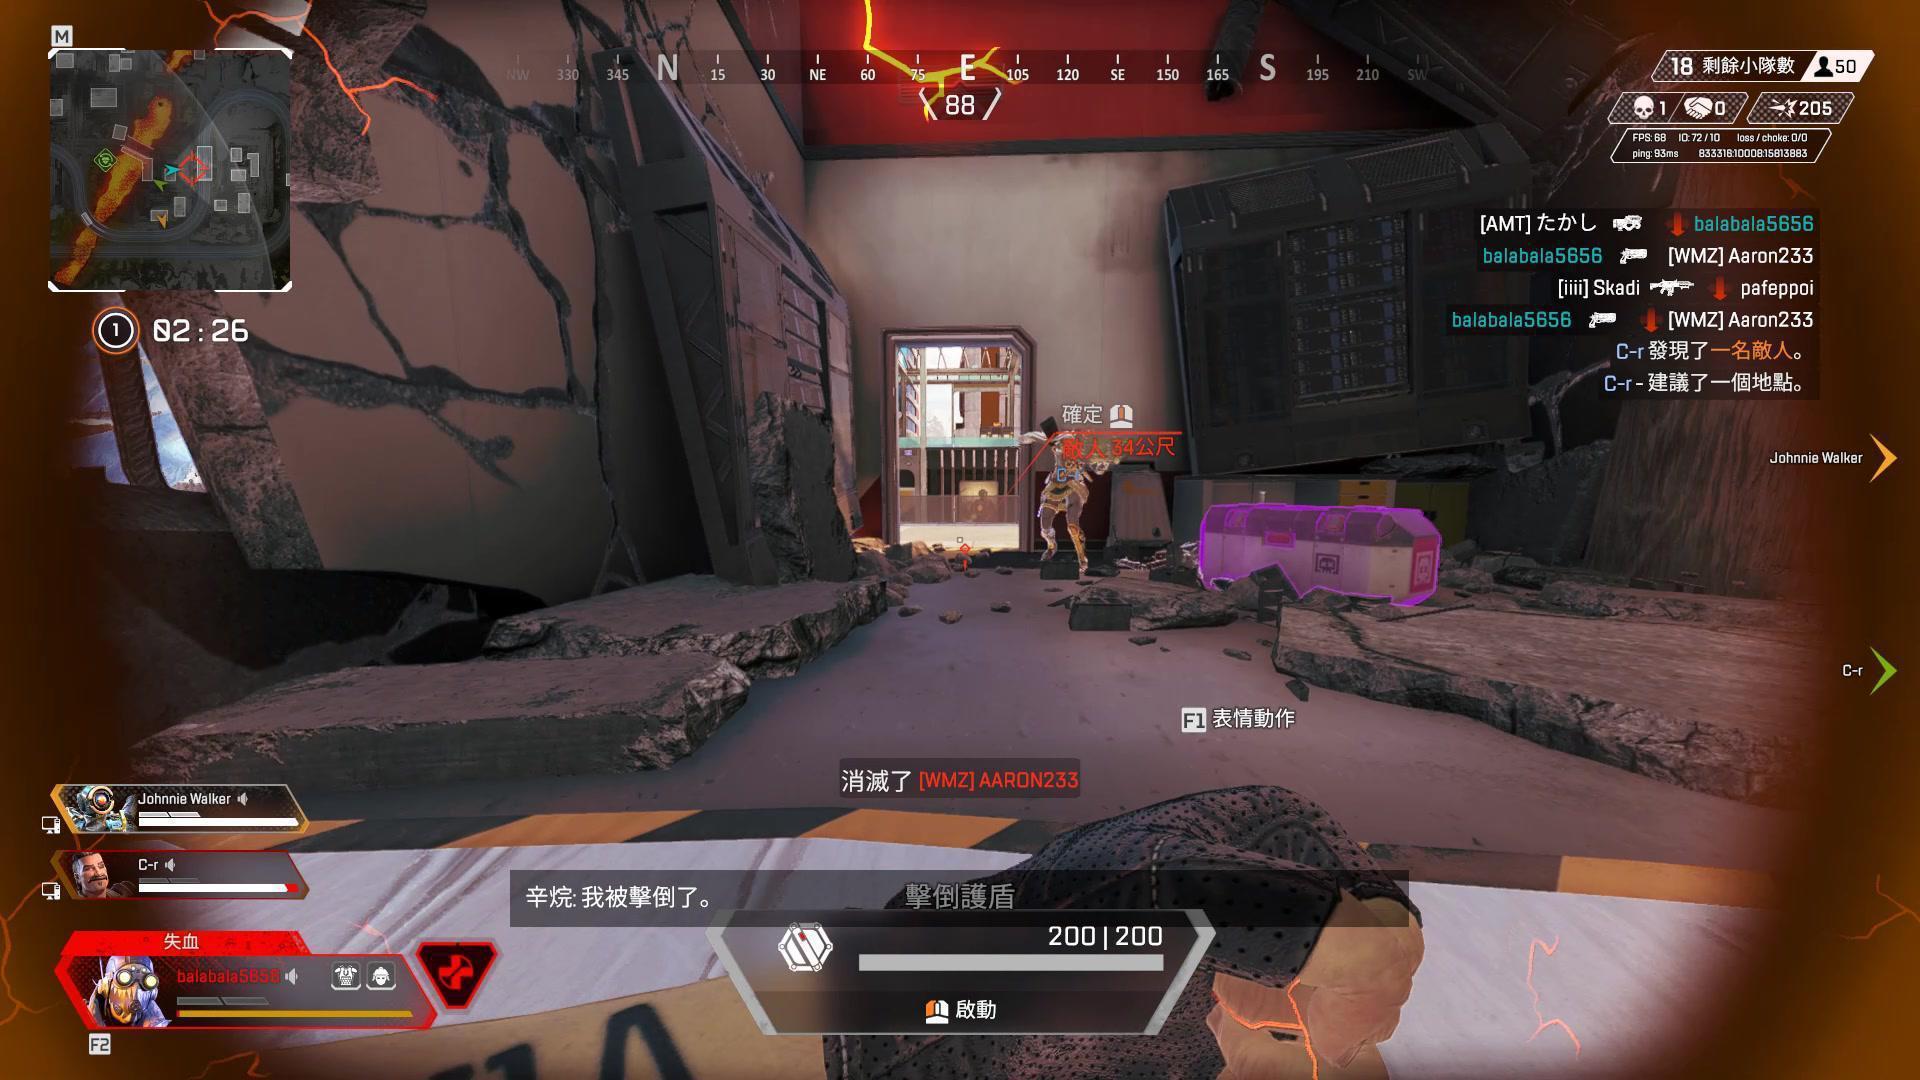 M
NW 330 345 N 15 30 NE 60 75 E 105 120 SE 150 165 S 195 210 SW
88
18 剩餘小隊數 50
1 0 205
FPS: 68 IO: 72 / 10 loss / choke: 0/0
ping: 93ms 833316:10008:15813883
[AMT] たかし balabala5656
balabala5656 [WMZ] Aaron233
[iiii] Skadi pafeppoi
balabala5656 [WMZ] Aaron233
C-r 發現了一名敵人。
C-r - 建議了一個地點。
1 02:26
確定
敵人 34公尺
C-r
Johnnie Walker
C-r
F1 表情動作
消滅了 [WMZ] AARON233
Johnnie Walker
C-r
辛烷: 我被擊倒了。
擊倒護盾
200 | 200
啟動
失血
balabala5656
F2